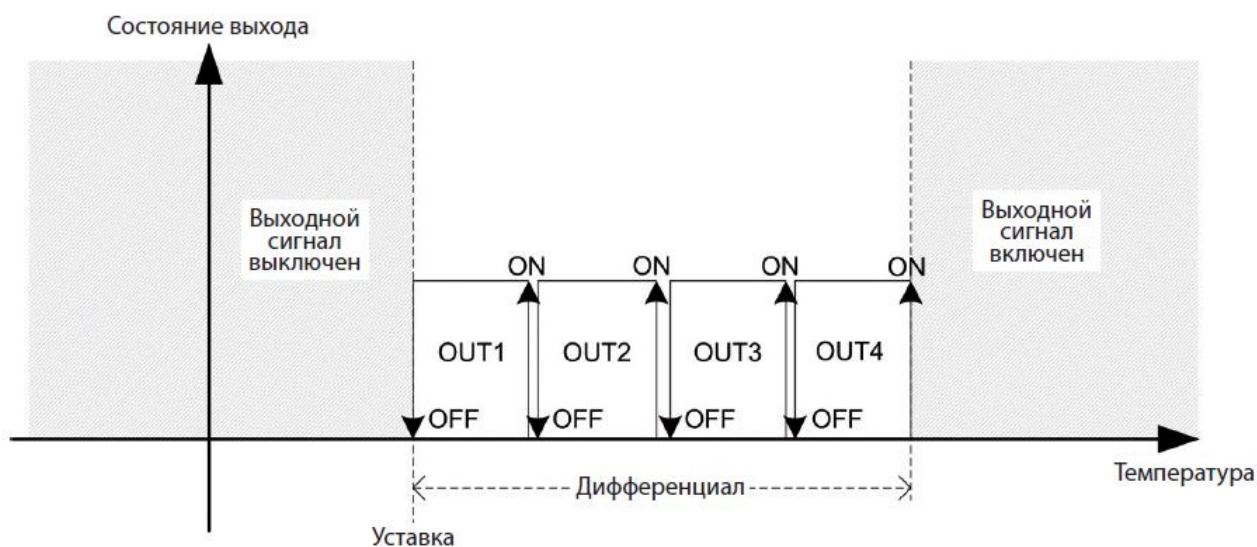 Состояние выхода
Выходной
сигнал
выключен
Выходной
сигнал
включен
ON
ON
ON
ON
OUT1
OUT2
OUT3
OUT4
OFF
OFF
OFF
OFF
Температура
Дифференциал
Уставка